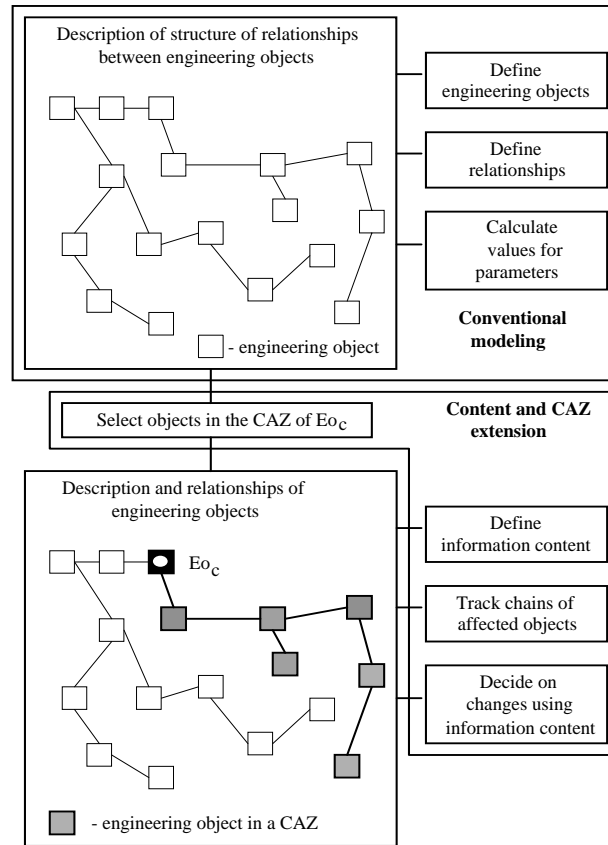 Description of structure of relationships
between engineering objects
Define
engineering objects
Define
relationships
Calculate
values for
parameters
- engineering object
Conventional
modeling
Select objects in the CAZ of Eoc
Content and CAZ
extension
Description and relationships of
engineering objects
Eoc
Define
information content
Track chains of
affected objects
Decide on
changes using
information content
- engineering object in a CAZ